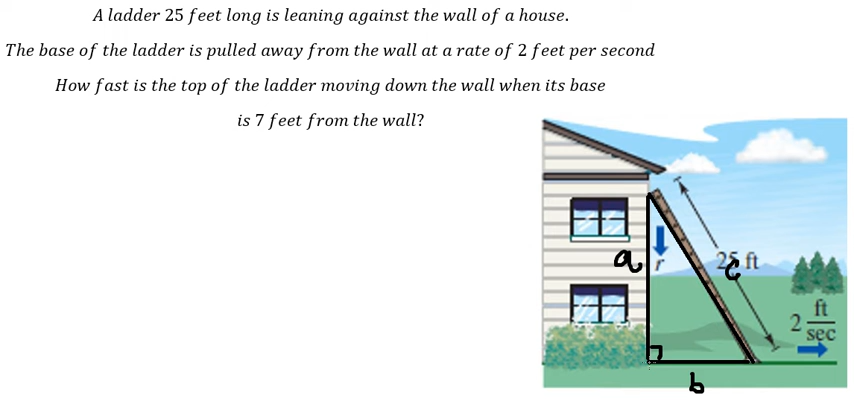 A ladder 25 feet long is leaning against the wall of a house.
The base of the ladder is pulled away from the wall at a rate of 2 feet per second
How fast is the top of the ladder moving down the wall when its base
is 7 feet from the wall?
a
r
25 ft
c
2 ft/sec
b